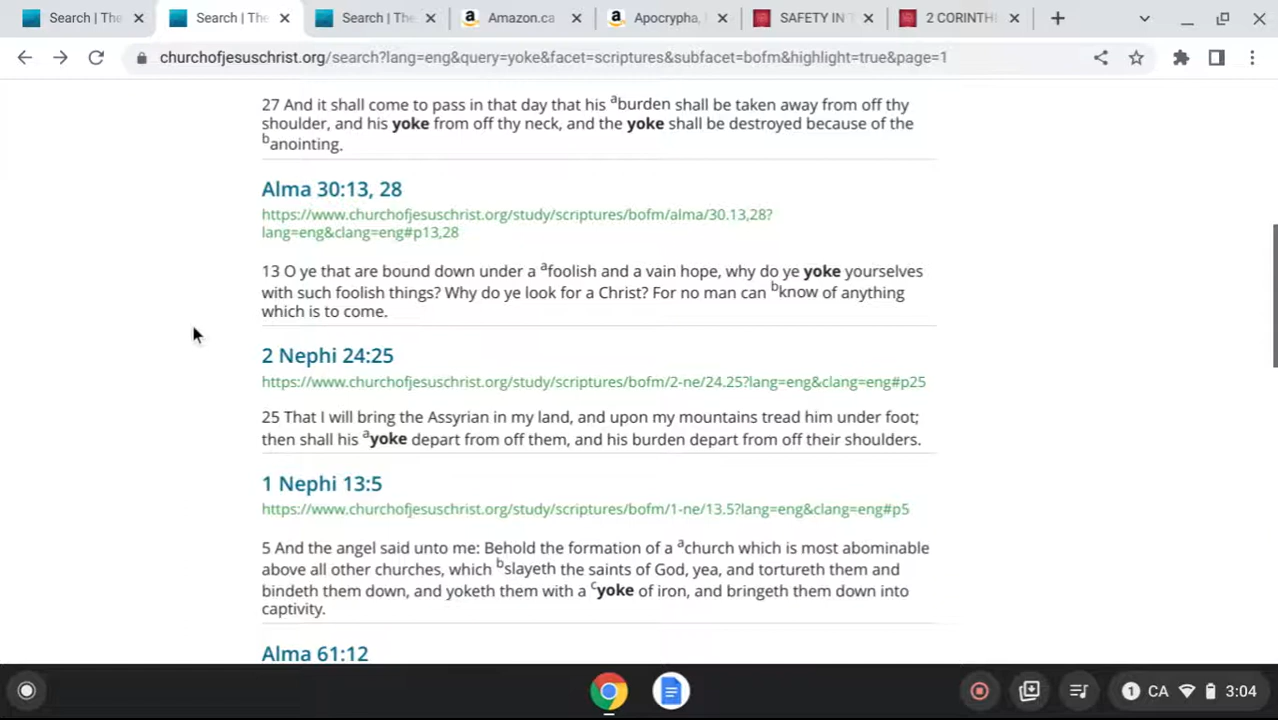 Search | The
Search | The
Search | The
Amazon.ca
Apocrypha,
SAFETY IN T
2 CORINTHI
churchofjesuschrist.org/search?lang=eng&query=yoke&facet=scriptures&subfacet=bofm&highlight=true&page=1
27 And it shall come to pass in that day that his aburden shall be taken away from off thy
shoulder, and his yoke from off thy neck, and the yoke shall be destroyed because of the
banointing.
Alma 30:13, 28
https://www.churchofjesuschrist.org/study/scriptures/bofm/alma/30.13,28?
lang=eng&clang=eng#p13,28
13 O ye that are bound down under a afoolish and a vain hope, why do ye yoke yourselves
with such foolish things? Why do ye look for a Christ? For no man can bknow of anything
which is to come.
2 Nephi 24:25
https://www.churchofjesuschrist.org/study/scriptures/bofm/2-ne/24.25?lang=eng&clang=eng#p25
25 That I will bring the Assyrian in my land, and upon my mountains tread him under foot;
then shall his ayoke depart from off them, and his burden depart from off their shoulders.
1 Nephi 13:5
https://www.churchofjesuschrist.org/study/scriptures/bofm/1-ne/13.5?lang=eng&clang=eng#p5
5 And the angel said unto me: Behold the formation of a achurch which is most abominable
above all other churches, which bslayeth the saints of God, yea, and tortureth them and
bindeth them down, and yoketh them with a cyoke of iron, and bringeth them down into
captivity.
Alma 61:12
1 CA 3:04